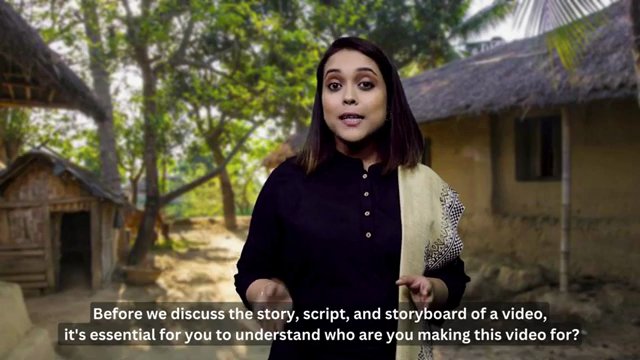 Before we discuss the story, script, and storyboard of a video,
it's essential for you to understand who are you making this video for?